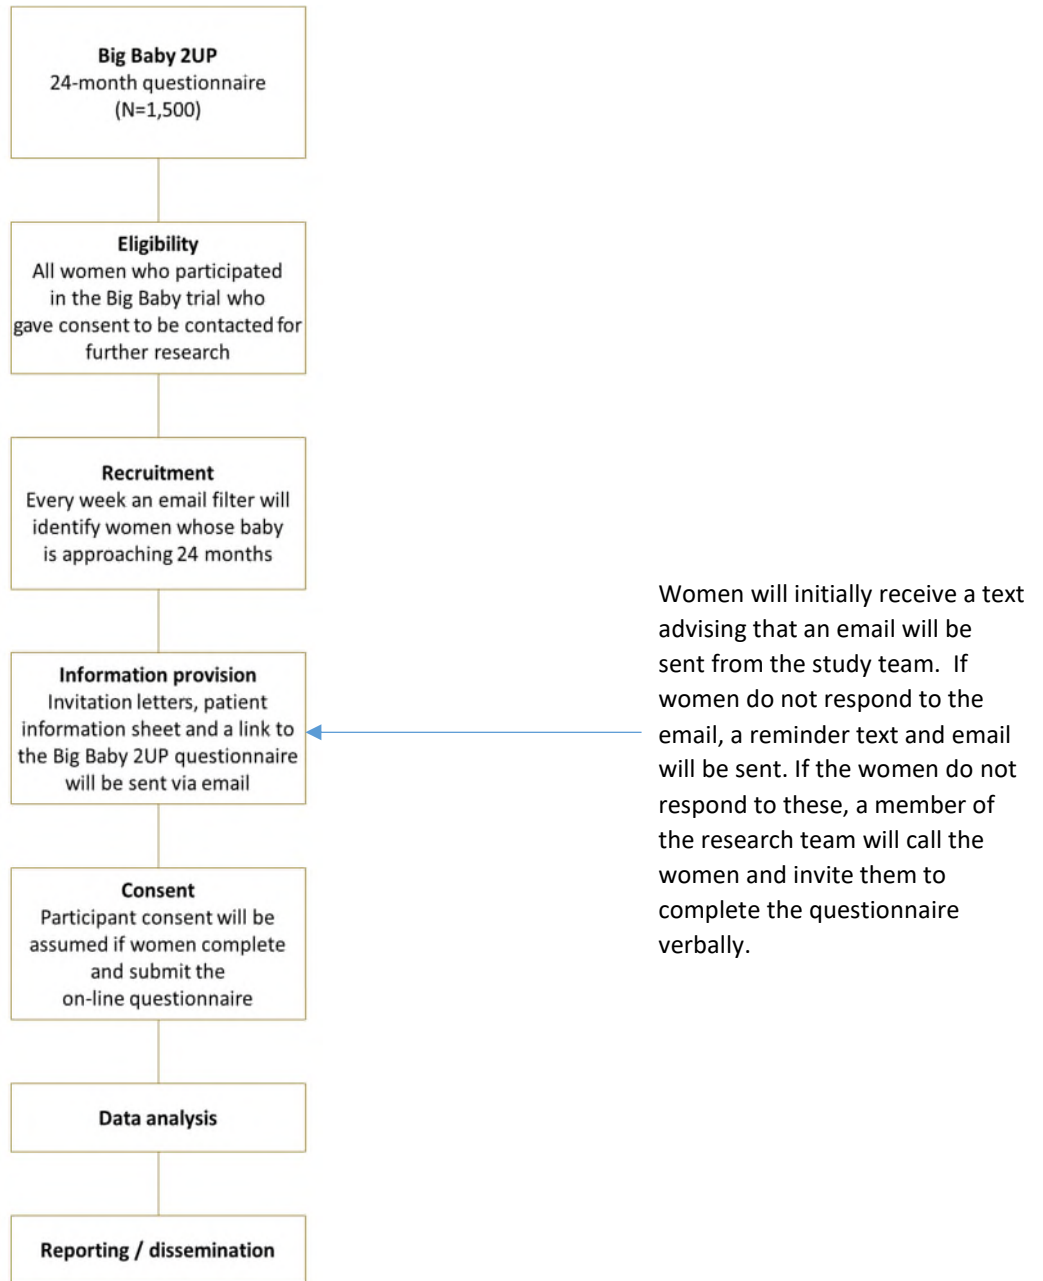 Big Baby 2UP
24-month questionnaire
(N=1,500)
Eligibility
All women who participated
in the Big Baby trial who
gave consent to be contacted for
further research
Recruitment
Every week an email filter will
identify women whose baby
is approaching 24 months
Information provision
Invitation letters, patient
information sheet and a link to
the Big Baby 2UP questionnaire
will be sent via email
Women will initially receive a text
advising that an email will be
sent from the study team.  If
women do not respond to the
email, a reminder text and email
will be sent. If the women do not
respond to these, a member of
the research team will call the
women and invite them to
complete the questionnaire
verbally.
Consent
Participant consent will be
assumed if women complete
and submit the
on-line questionnaire
Data analysis
Reporting / dissemination